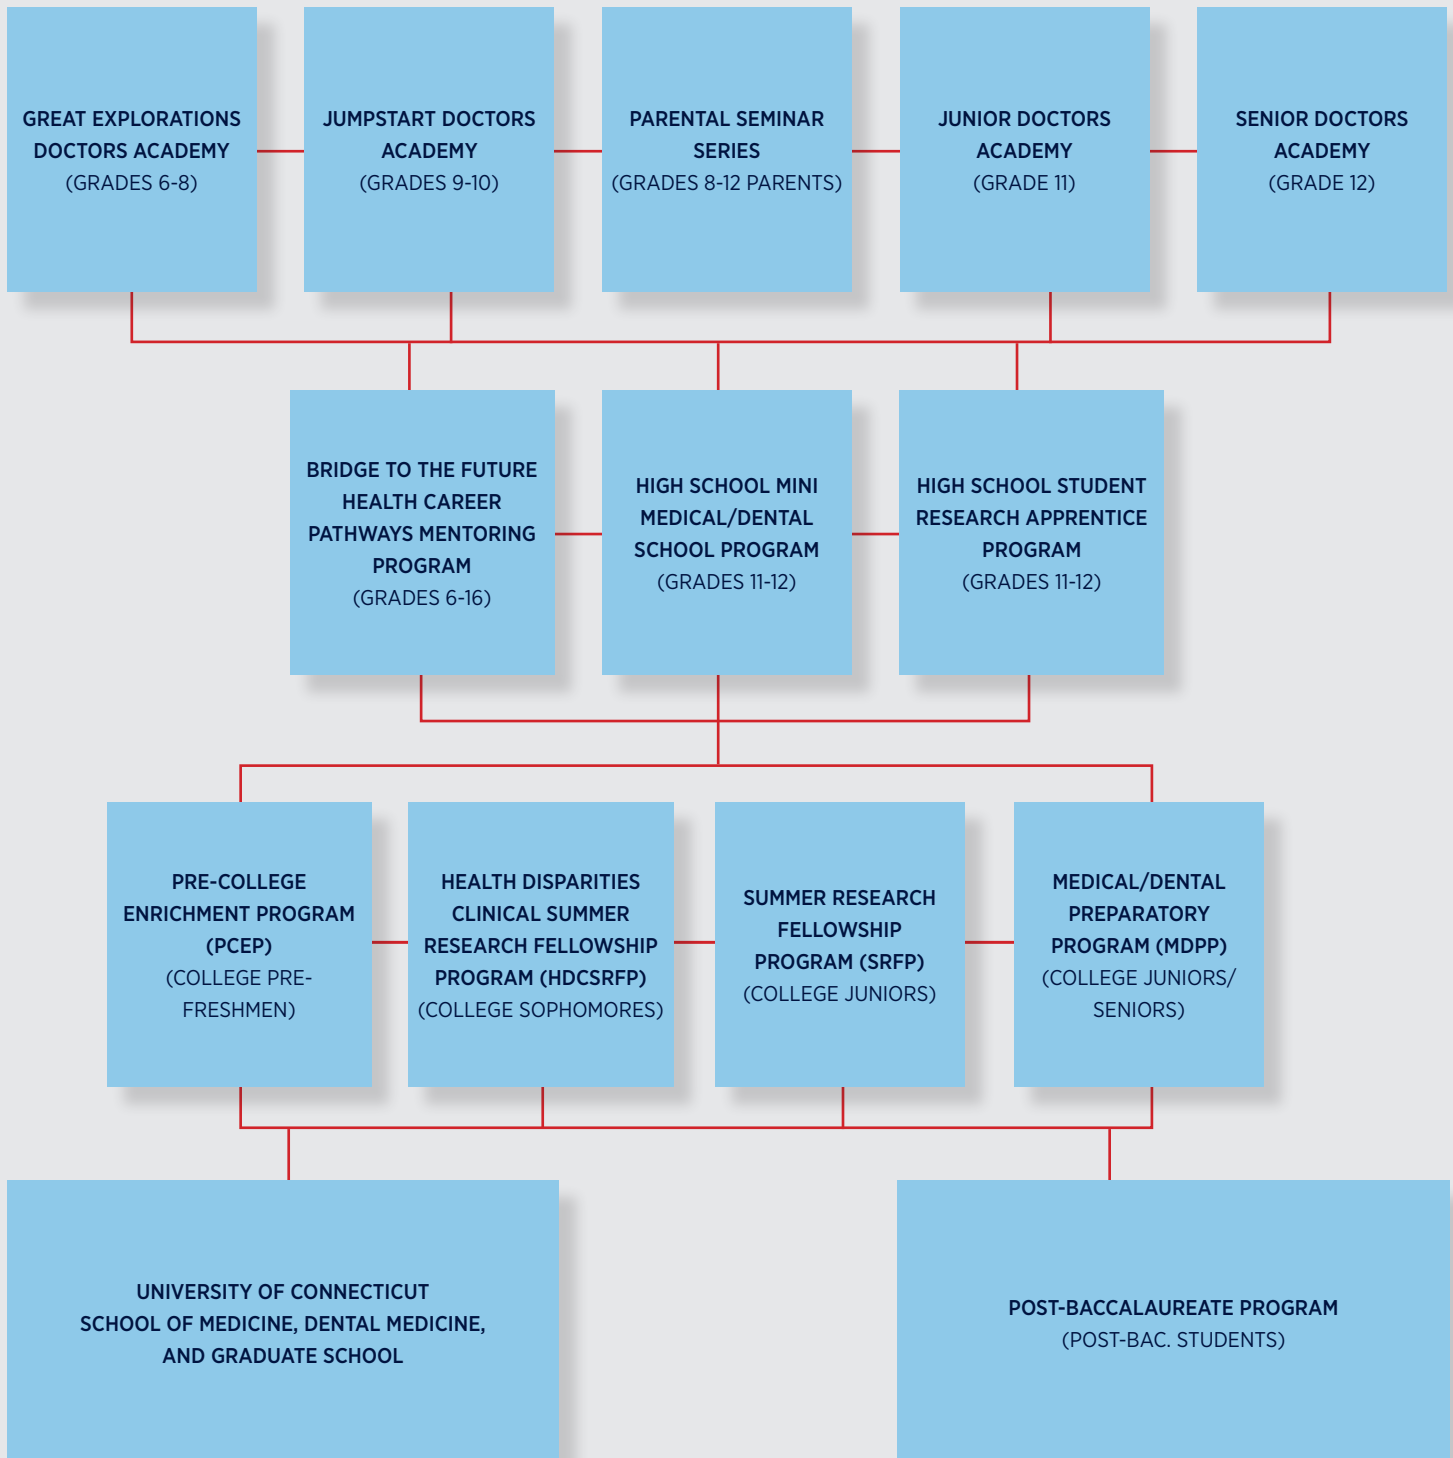 GREAT EXPLORATIONS
DOCTORS ACADEMY
(GRADES 6-8)
JUMPSTART DOCTORS
ACADEMY
(GRADES 9-10)
PARENTAL SEMINAR
SERIES
(GRADES 8-12 PARENTS)
JUNIOR DOCTORS
ACADEMY
(GRADE 11)
SENIOR DOCTORS
ACADEMY
(GRADE 12)
BRIDGE TO THE FUTURE
HEALTH CAREER
PATHWAYS MENTORING
PROGRAM
(GRADES 6-16)
HIGH SCHOOL MINI
MEDICAL/DENTAL
SCHOOL PROGRAM
(GRADES 11-12)
HIGH SCHOOL STUDENT
RESEARCH APPRENTICE
PROGRAM
(GRADES 11-12)
PRE-COLLEGE
ENRICHMENT PROGRAM
(PCEP)
(COLLEGE PRE-
FRESHMEN)
HEALTH DISPARITIES
CLINICAL SUMMER
RESEARCH FELLOWSHIP
PROGRAM (HDCSRFP)
(COLLEGE SOPHOMORES)
SUMMER RESEARCH
FELLOWSHIP
PROGRAM (SRFP)
(COLLEGE JUNIORS)
MEDICAL/DENTAL
PREPARATORY
PROGRAM (MDPP)
(COLLEGE JUNIORS/
SENIORS)
UNIVERSITY OF CONNECTICUT
SCHOOL OF MEDICINE, DENTAL MEDICINE,
AND GRADUATE SCHOOL
POST-BACCALAUREATE PROGRAM
(POST-BAC. STUDENTS)